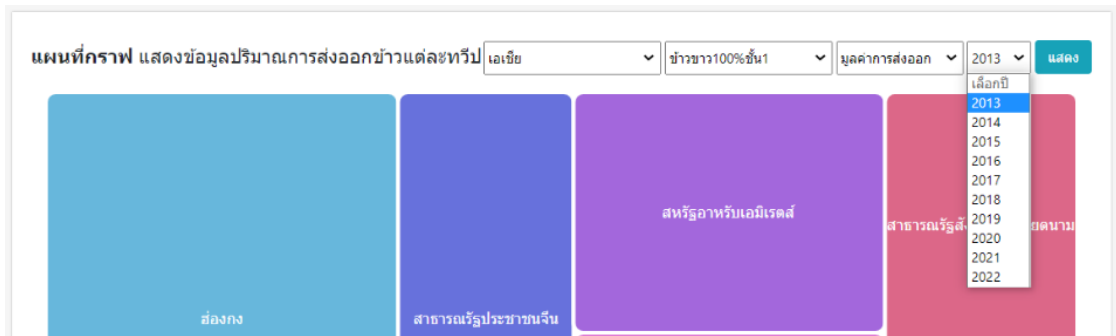 แผนที่กราฟ แสดงข้อมูลปริมาณการส่งออกข้าวแต่ละทวีป เอเชีย ข้าวขาว100%ชั้น1 มูลค่าการส่งออก 2013 แสดง
เลือกปี
2013
2014
2015
2016
2017
2018
2019
2020
2021
2022
สหรัฐอาหรับเอมิเรตส์
ฮ่องกง
สาธารณรัฐประชาชนจีน